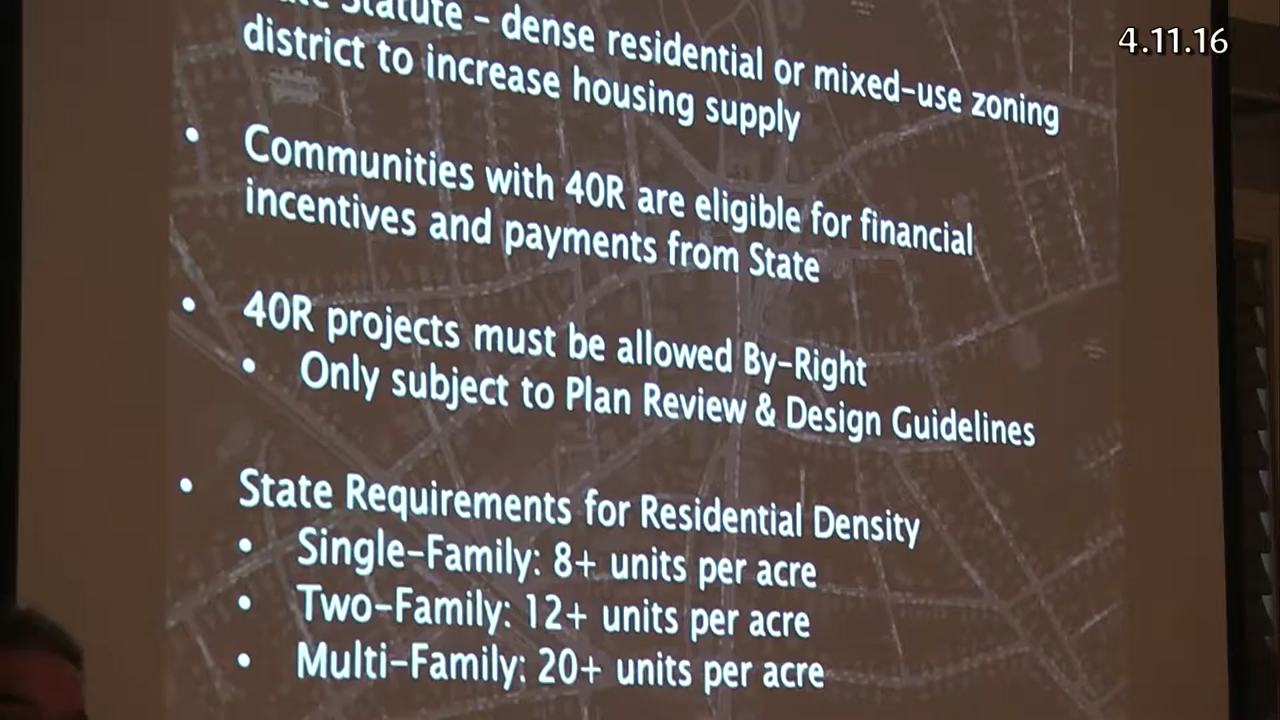 4.11.16
Statute – dense residential or mixed-use zoning
district to increase housing supply
• Communities with 40R are eligible for financial
incentives and payments from State
• 40R projects must be allowed By-Right
• Only subject to Plan Review & Design Guidelines
• State Requirements for Residential Density
• Single-Family: 8+ units per acre
• Two-Family: 12+ units per acre
• Multi-Family: 20+ units per acre